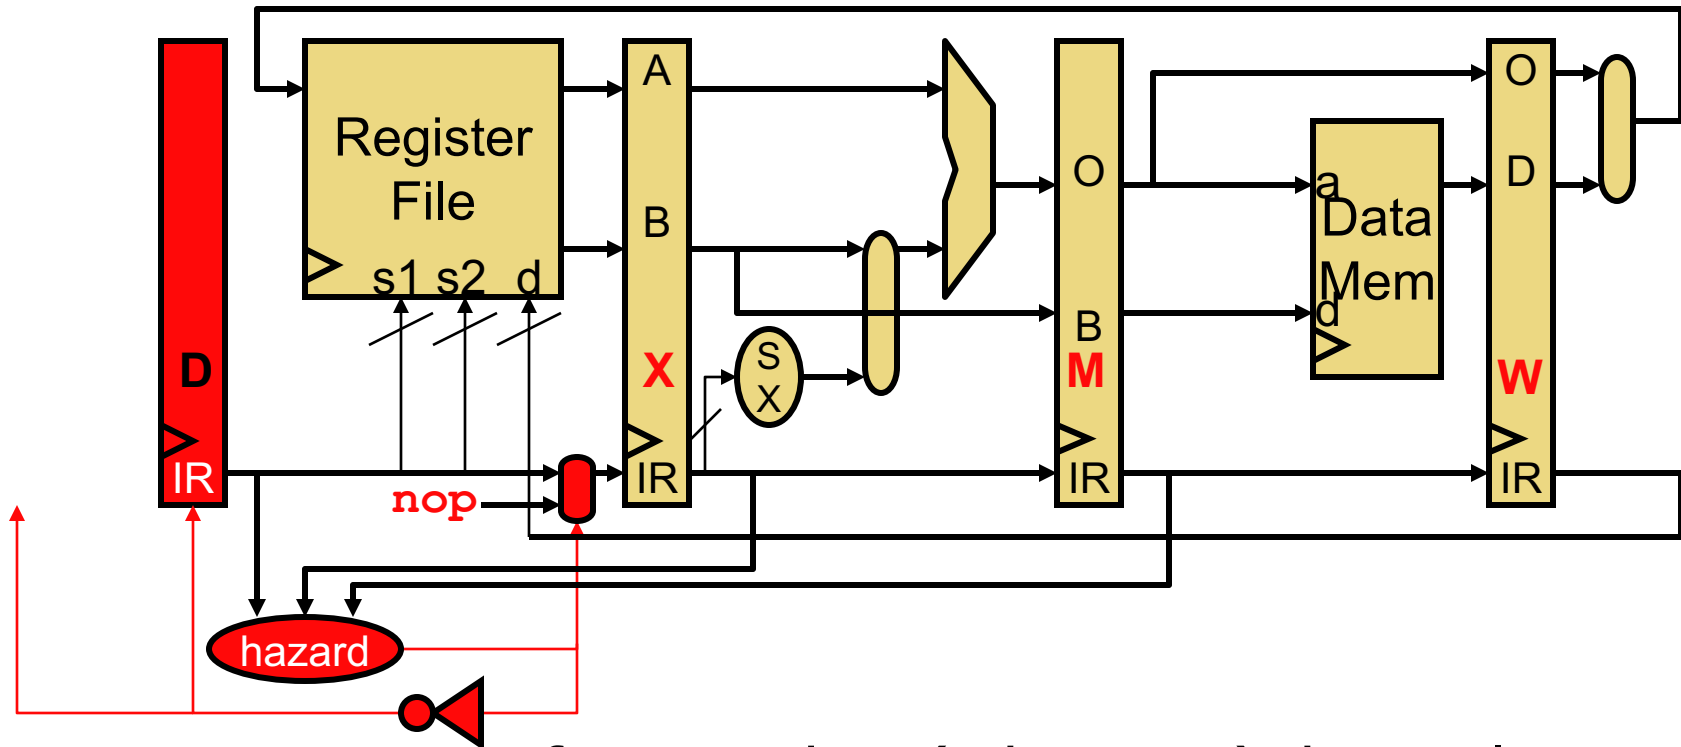 Register
File
s1 s2 d
A
B
O
B
S
X
a
Data
Mem
d
O
D
D
X
M
W
IR
IR
IR
IR
nop
hazard